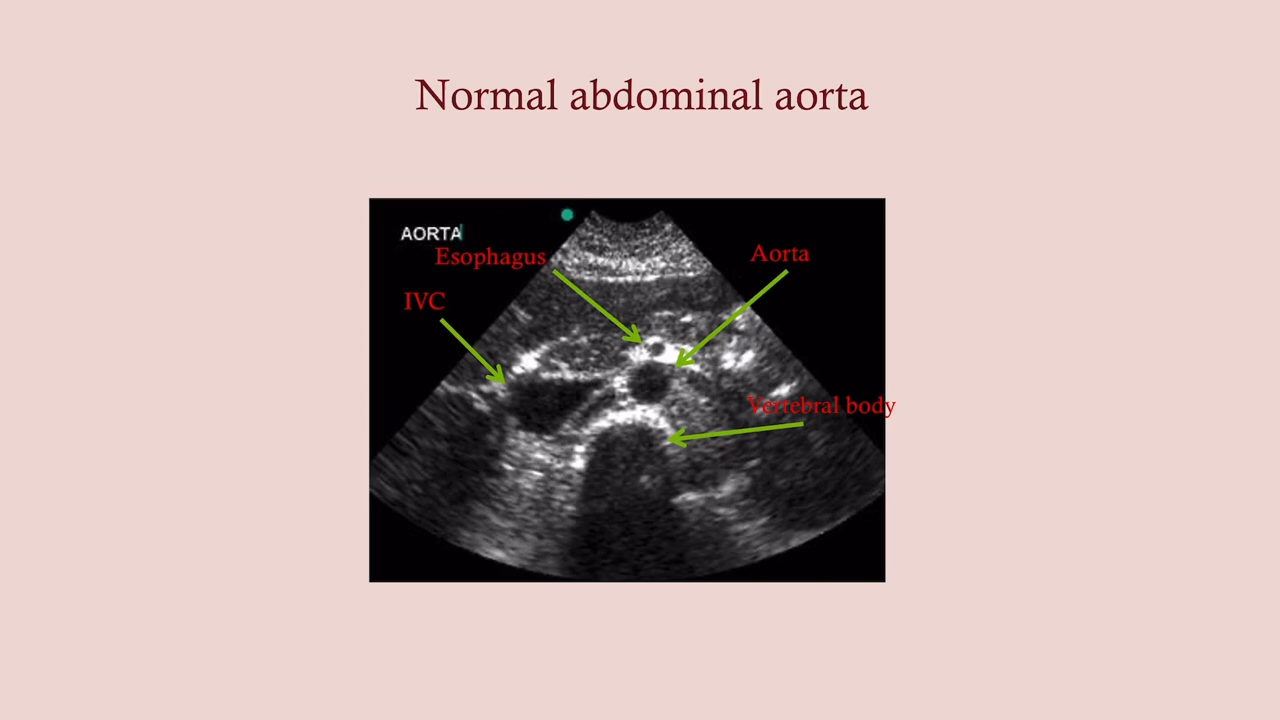 Normal abdominal aorta
AORTA
Esophagus
Aorta
IVC
Vertebral body